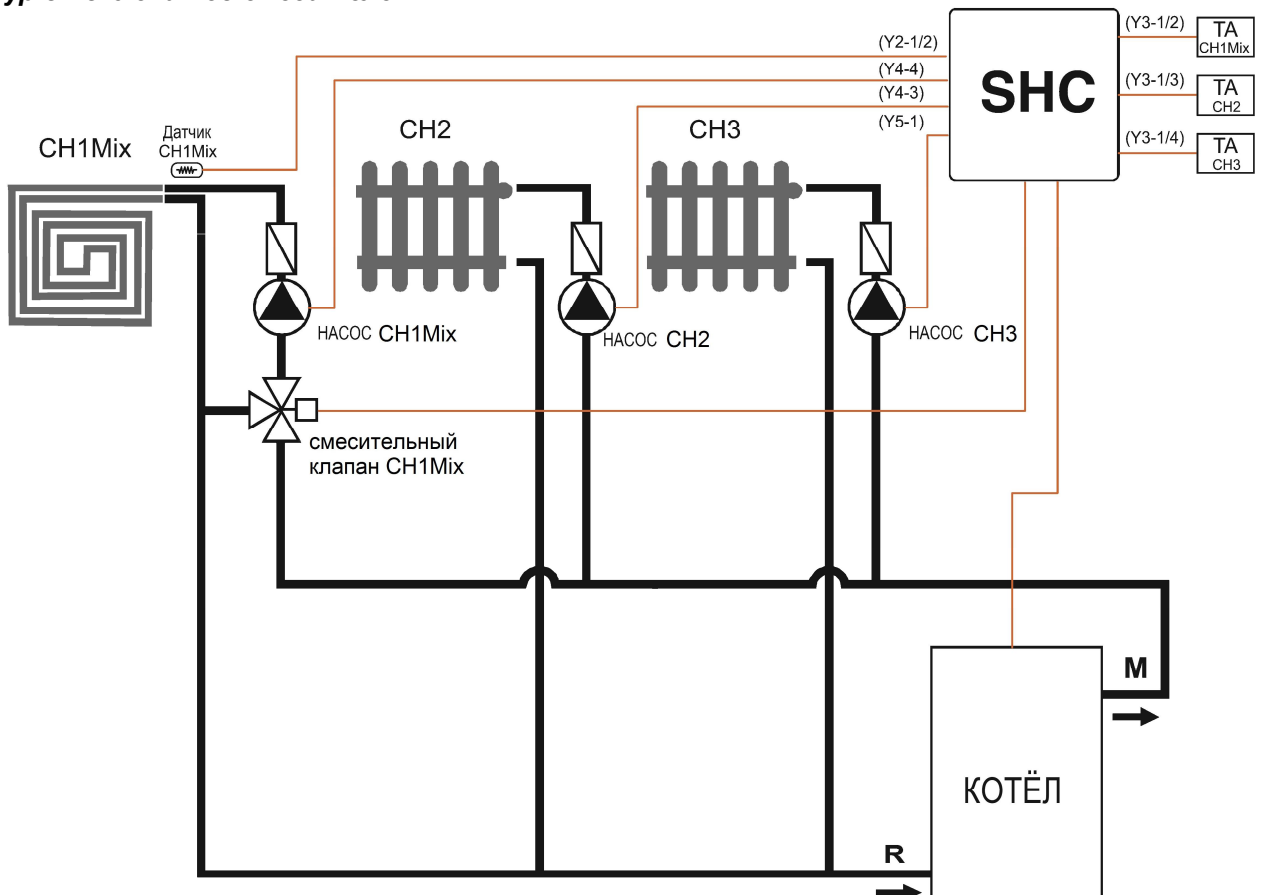 (Y2-1/2)
(Y4-4)
(Y4-3)
(Y5-1)
SHC
(Y3-1/2)
TA
CH1Mix
(Y3-1/3)
TA
CH2
(Y3-1/4)
TA
CH3
CH1Mix
Датчик
CH1Mix
CH2
CH3
НАСОС CH1Mix
НАСОС CH2
НАСОС CH3
смесительный
клапан CH1Mix
M
КОТЁЛ
R